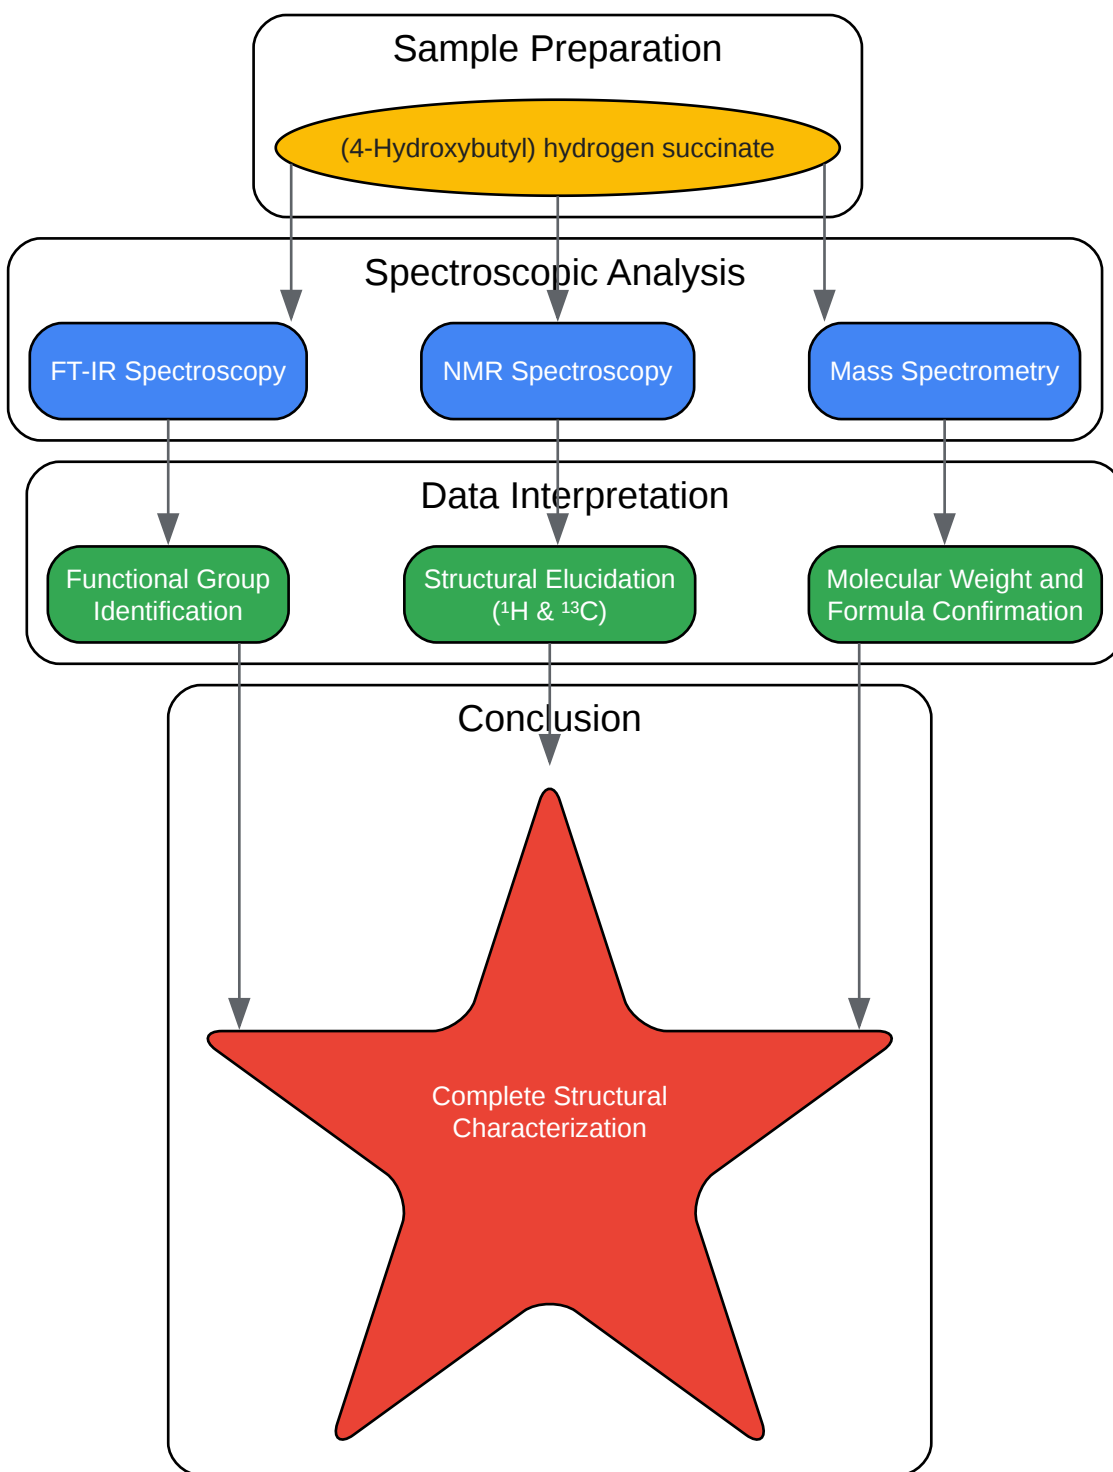 Sample Preparation
(4-Hydroxybutyl) hydrogen succinate
Spectroscopic Analysis
FT-IR Spectroscopy
NMR Spectroscopy
Mass Spectrometry
Data Interpretation
Functional Group
Identification
Structural Elucidation
(¹H & ¹³C)
Molecular Weight and
Formula Confirmation
Conclusion
Complete Structural
Characterization